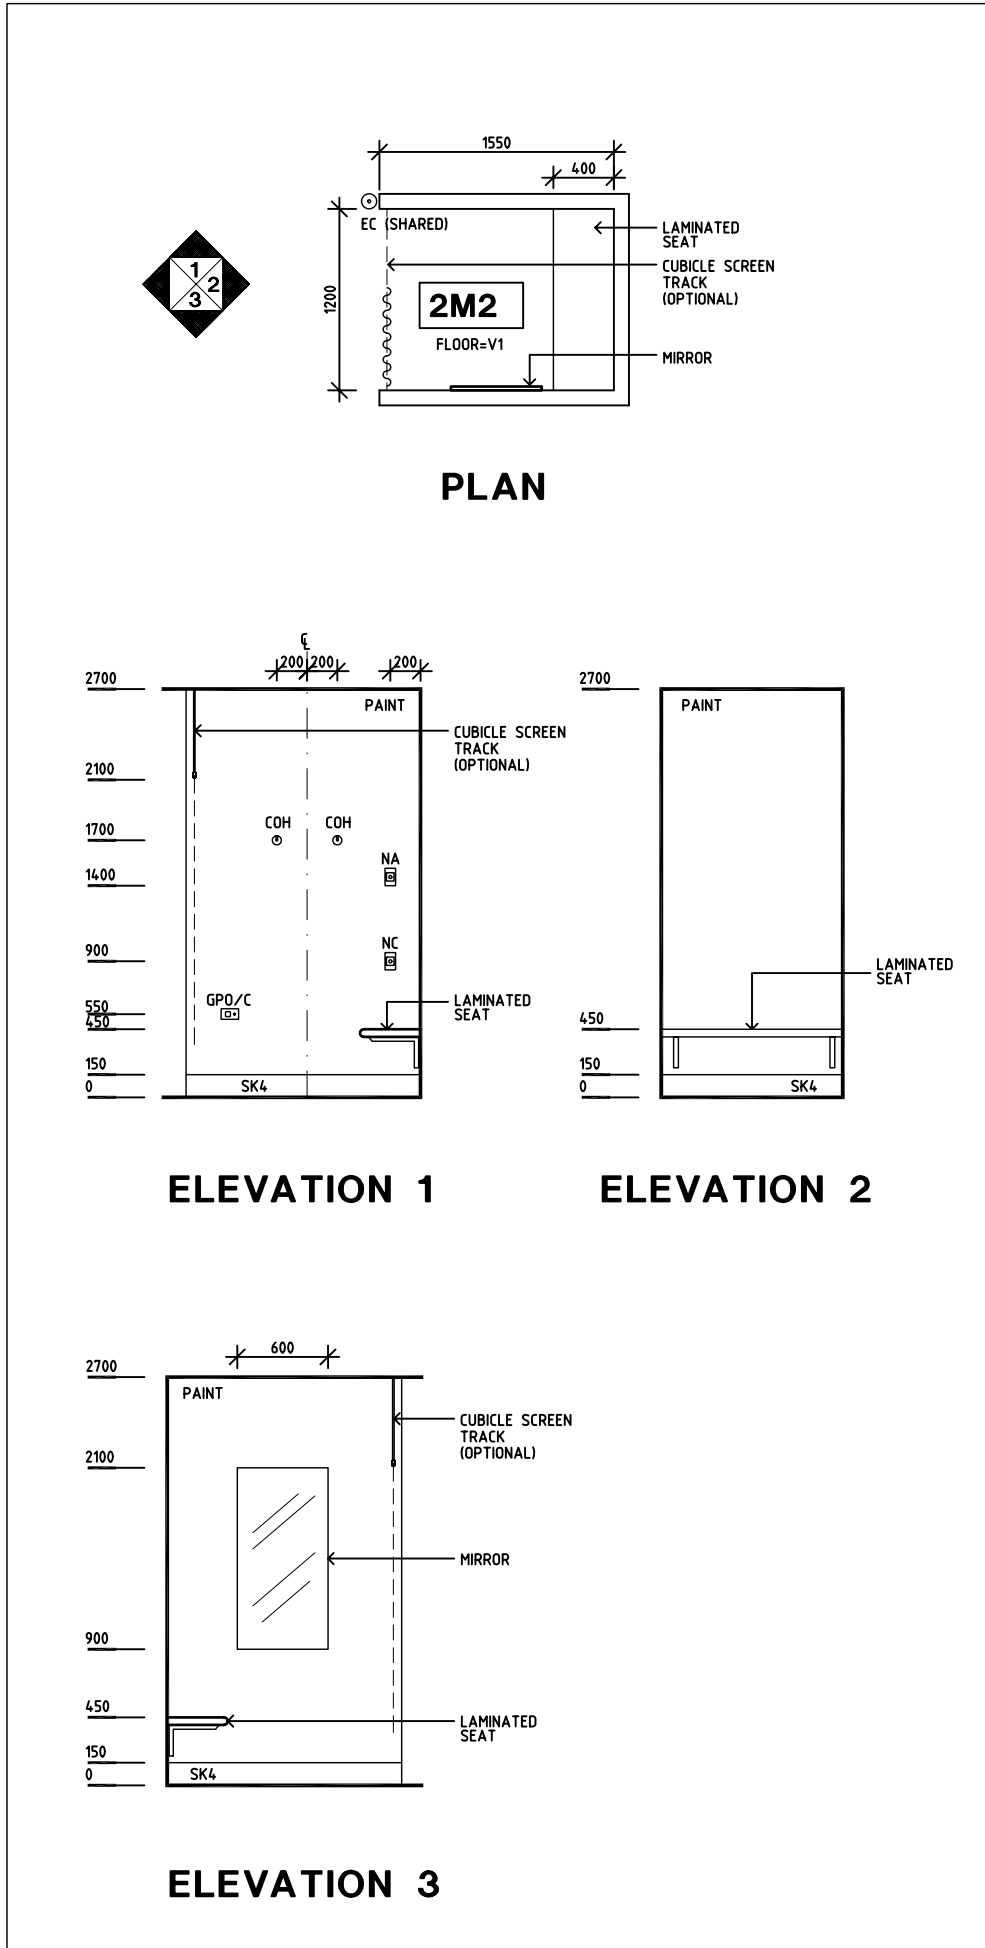 1550
400
EC (SHARED)
LAMINATED
SEAT
CUBICLE SCREEN
TRACK
(OPTIONAL)
1
2
3
1200
2M2
FLOOR=V1
MIRROR
PLAN
℄
200 200
200
2700
PAINT
CUBICLE SCREEN
TRACK
(OPTIONAL)
2100
COH COH
1700
NA
1400
NC
900
GPO/C
LAMINATED
SEAT
550
450
150
0
SK4
ELEVATION 1
2700
PAINT
LAMINATED
SEAT
450
150
0
SK4
ELEVATION 2
600
2700
PAINT
CUBICLE SCREEN
TRACK
(OPTIONAL)
2100
MIRROR
900
450
LAMINATED
SEAT
150
0
SK4
ELEVATION 3